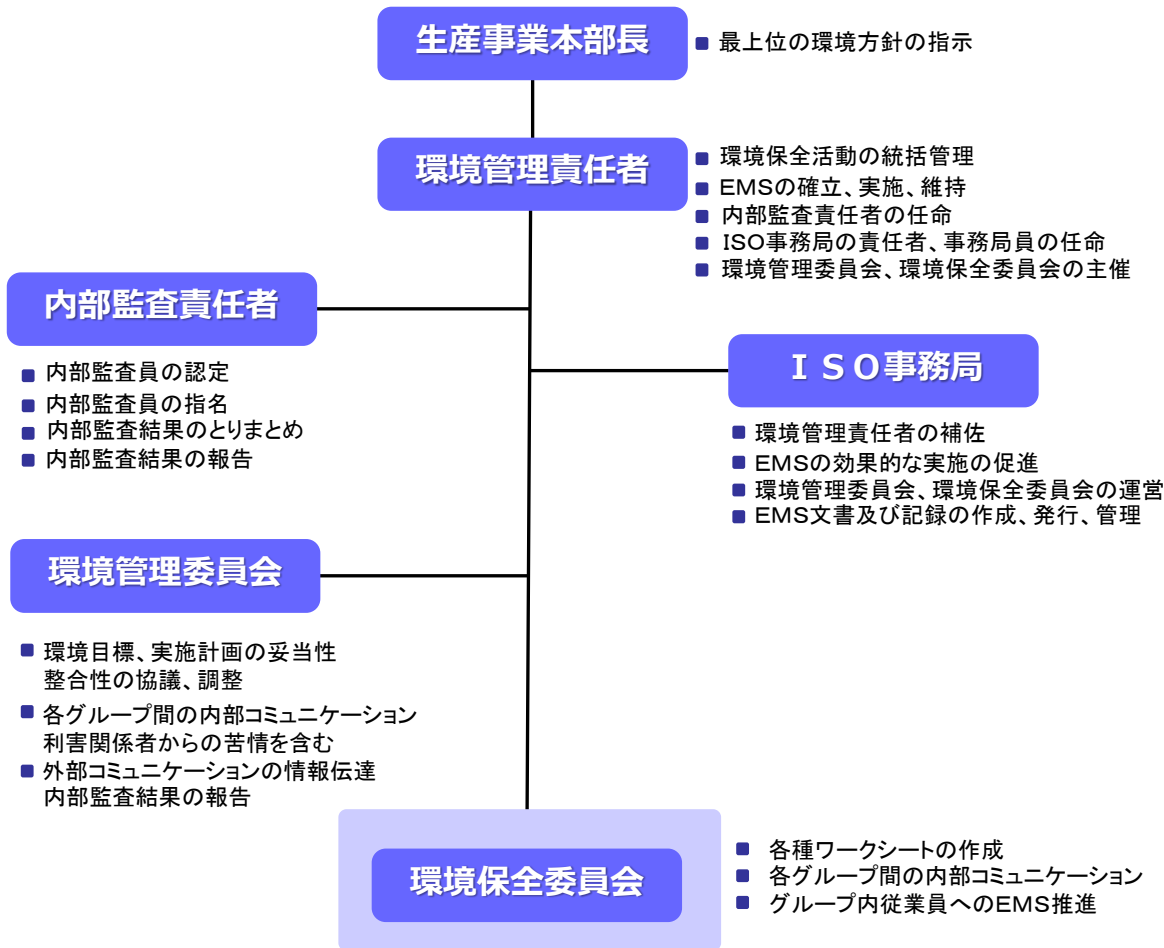 生産事業本部長
■ 最上位の環境方針の指示
環境管理責任者
■ 環境保全活動の統括管理
■ EMSの確立、実施、維持
■ 内部監査責任者の任命
■ ISO事務局の責任者、事務局員の任命
■ 環境管理委員会、環境保全委員会の主催
内部監査責任者
■ 内部監査員の認定
■ 内部監査員の指名
■ 内部監査結果のとりまとめ
■ 内部監査結果の報告
ISO事務局
■ 環境管理責任者の補佐
■ EMSの効果的な実施の促進
■ 環境管理委員会、環境保全委員会の運営
■ EMS文書及び記録の作成、発行、管理
環境管理委員会
■ 環境目標、実施計画の妥当性
整合性の協議、調整
■ 各グループ間の内部コミュニケーション
利害関係者からの苦情を含む
■ 外部コミュニケーションの情報伝達
内部監査結果の報告
環境保全委員会
■ 各種ワークシートの作成
■ 各グループ間の内部コミュニケーション
■ グループ内従業員へのEMS推進